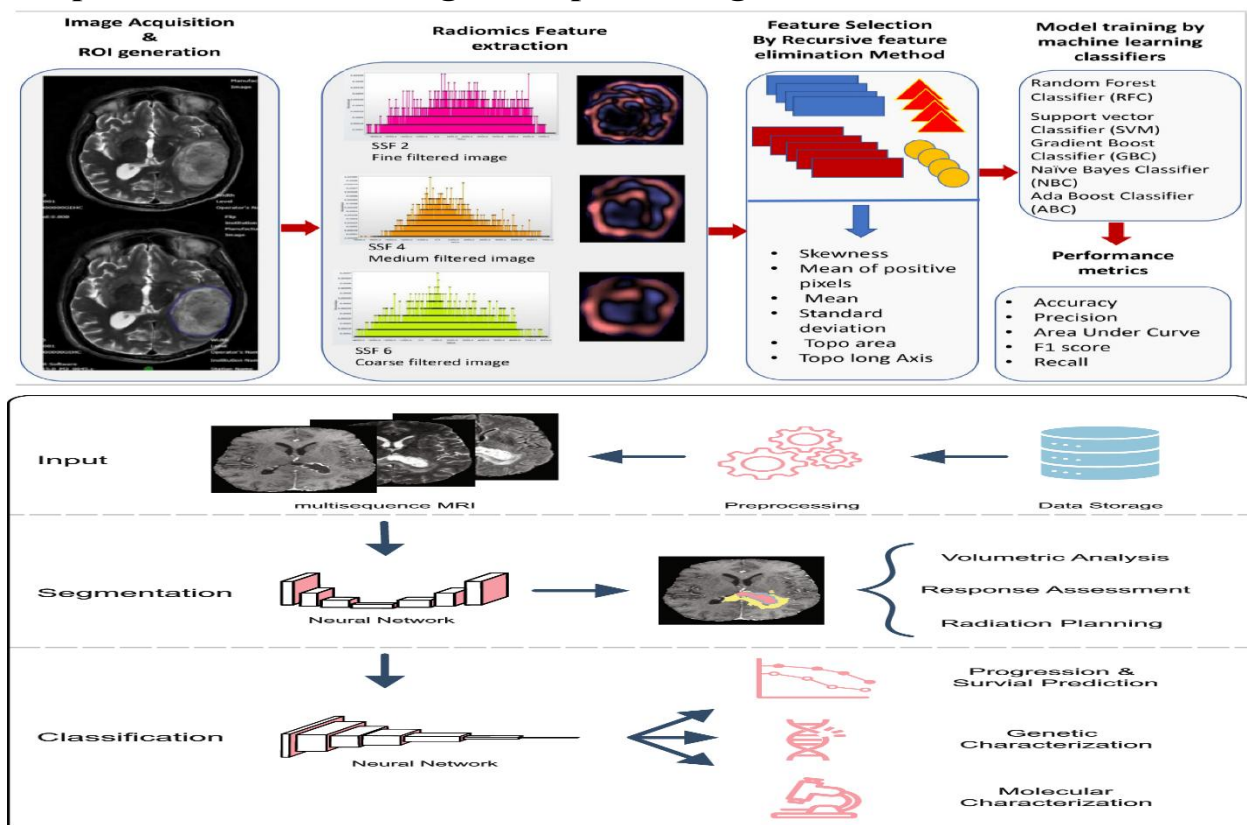 Image Acquisition
&
ROI generation
Radiomics Feature
extraction
Feature Selection
By Recursive feature
elimination Method
Model training by
machine learning
classifiers
SSF 2
Fine filtered image
SSF 4
Medium filtered image
SSF 6
Coarse filtered image
• Skewness
• Mean of positive
pixels
• Mean
• Standard
deviation
• Topo area
• Topo long Axis
Random Forest
Classifier (RFC)
Support vector
Classifier (SVM)
Gradient Boost
Classifier (GBC)
Naïve Bayes Classifier
(NBC)
Ada Boost Classifier
(ABC)
Performance
metrics
• Accuracy
• Precision
• Area Under Curve
• F1 score
• Recall
Input
multisequence MRI
Preprocessing
Data Storage
Segmentation
Neural Network
Volumetric Analysis
Response Assessment
Radiation Planning
Classification
Neural Network
Progression &
Survial Prediction
Genetic
Characterization
Molecular
Characterization